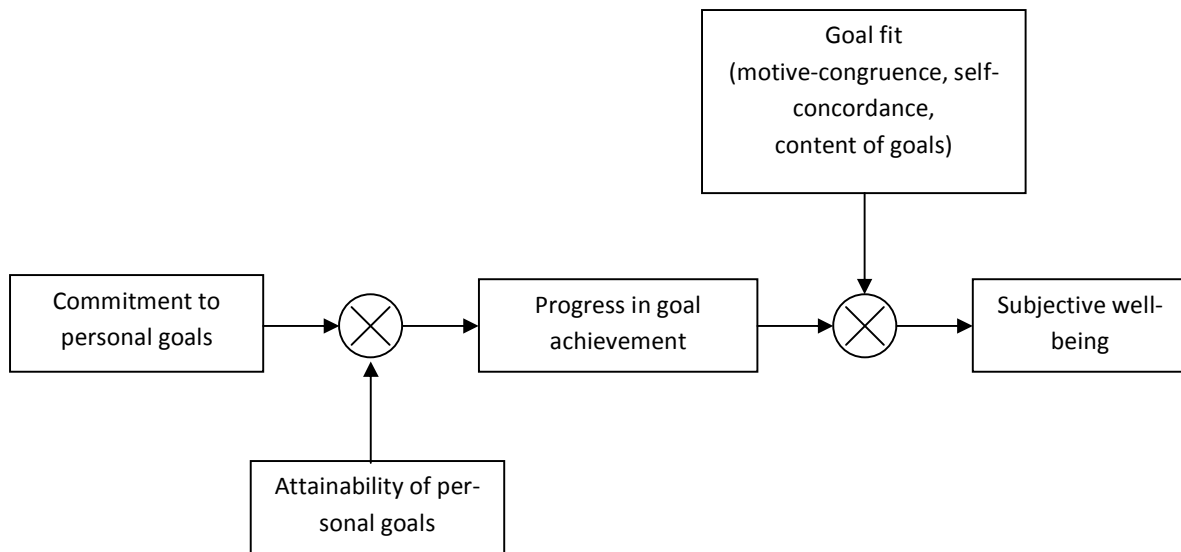 Goal fit
(motive-congruence, self-
concordance,
content of goals)
Commitment to
personal goals
Progress in goal
achievement
Subjective well-
being
Attainability of per-
sonal goals